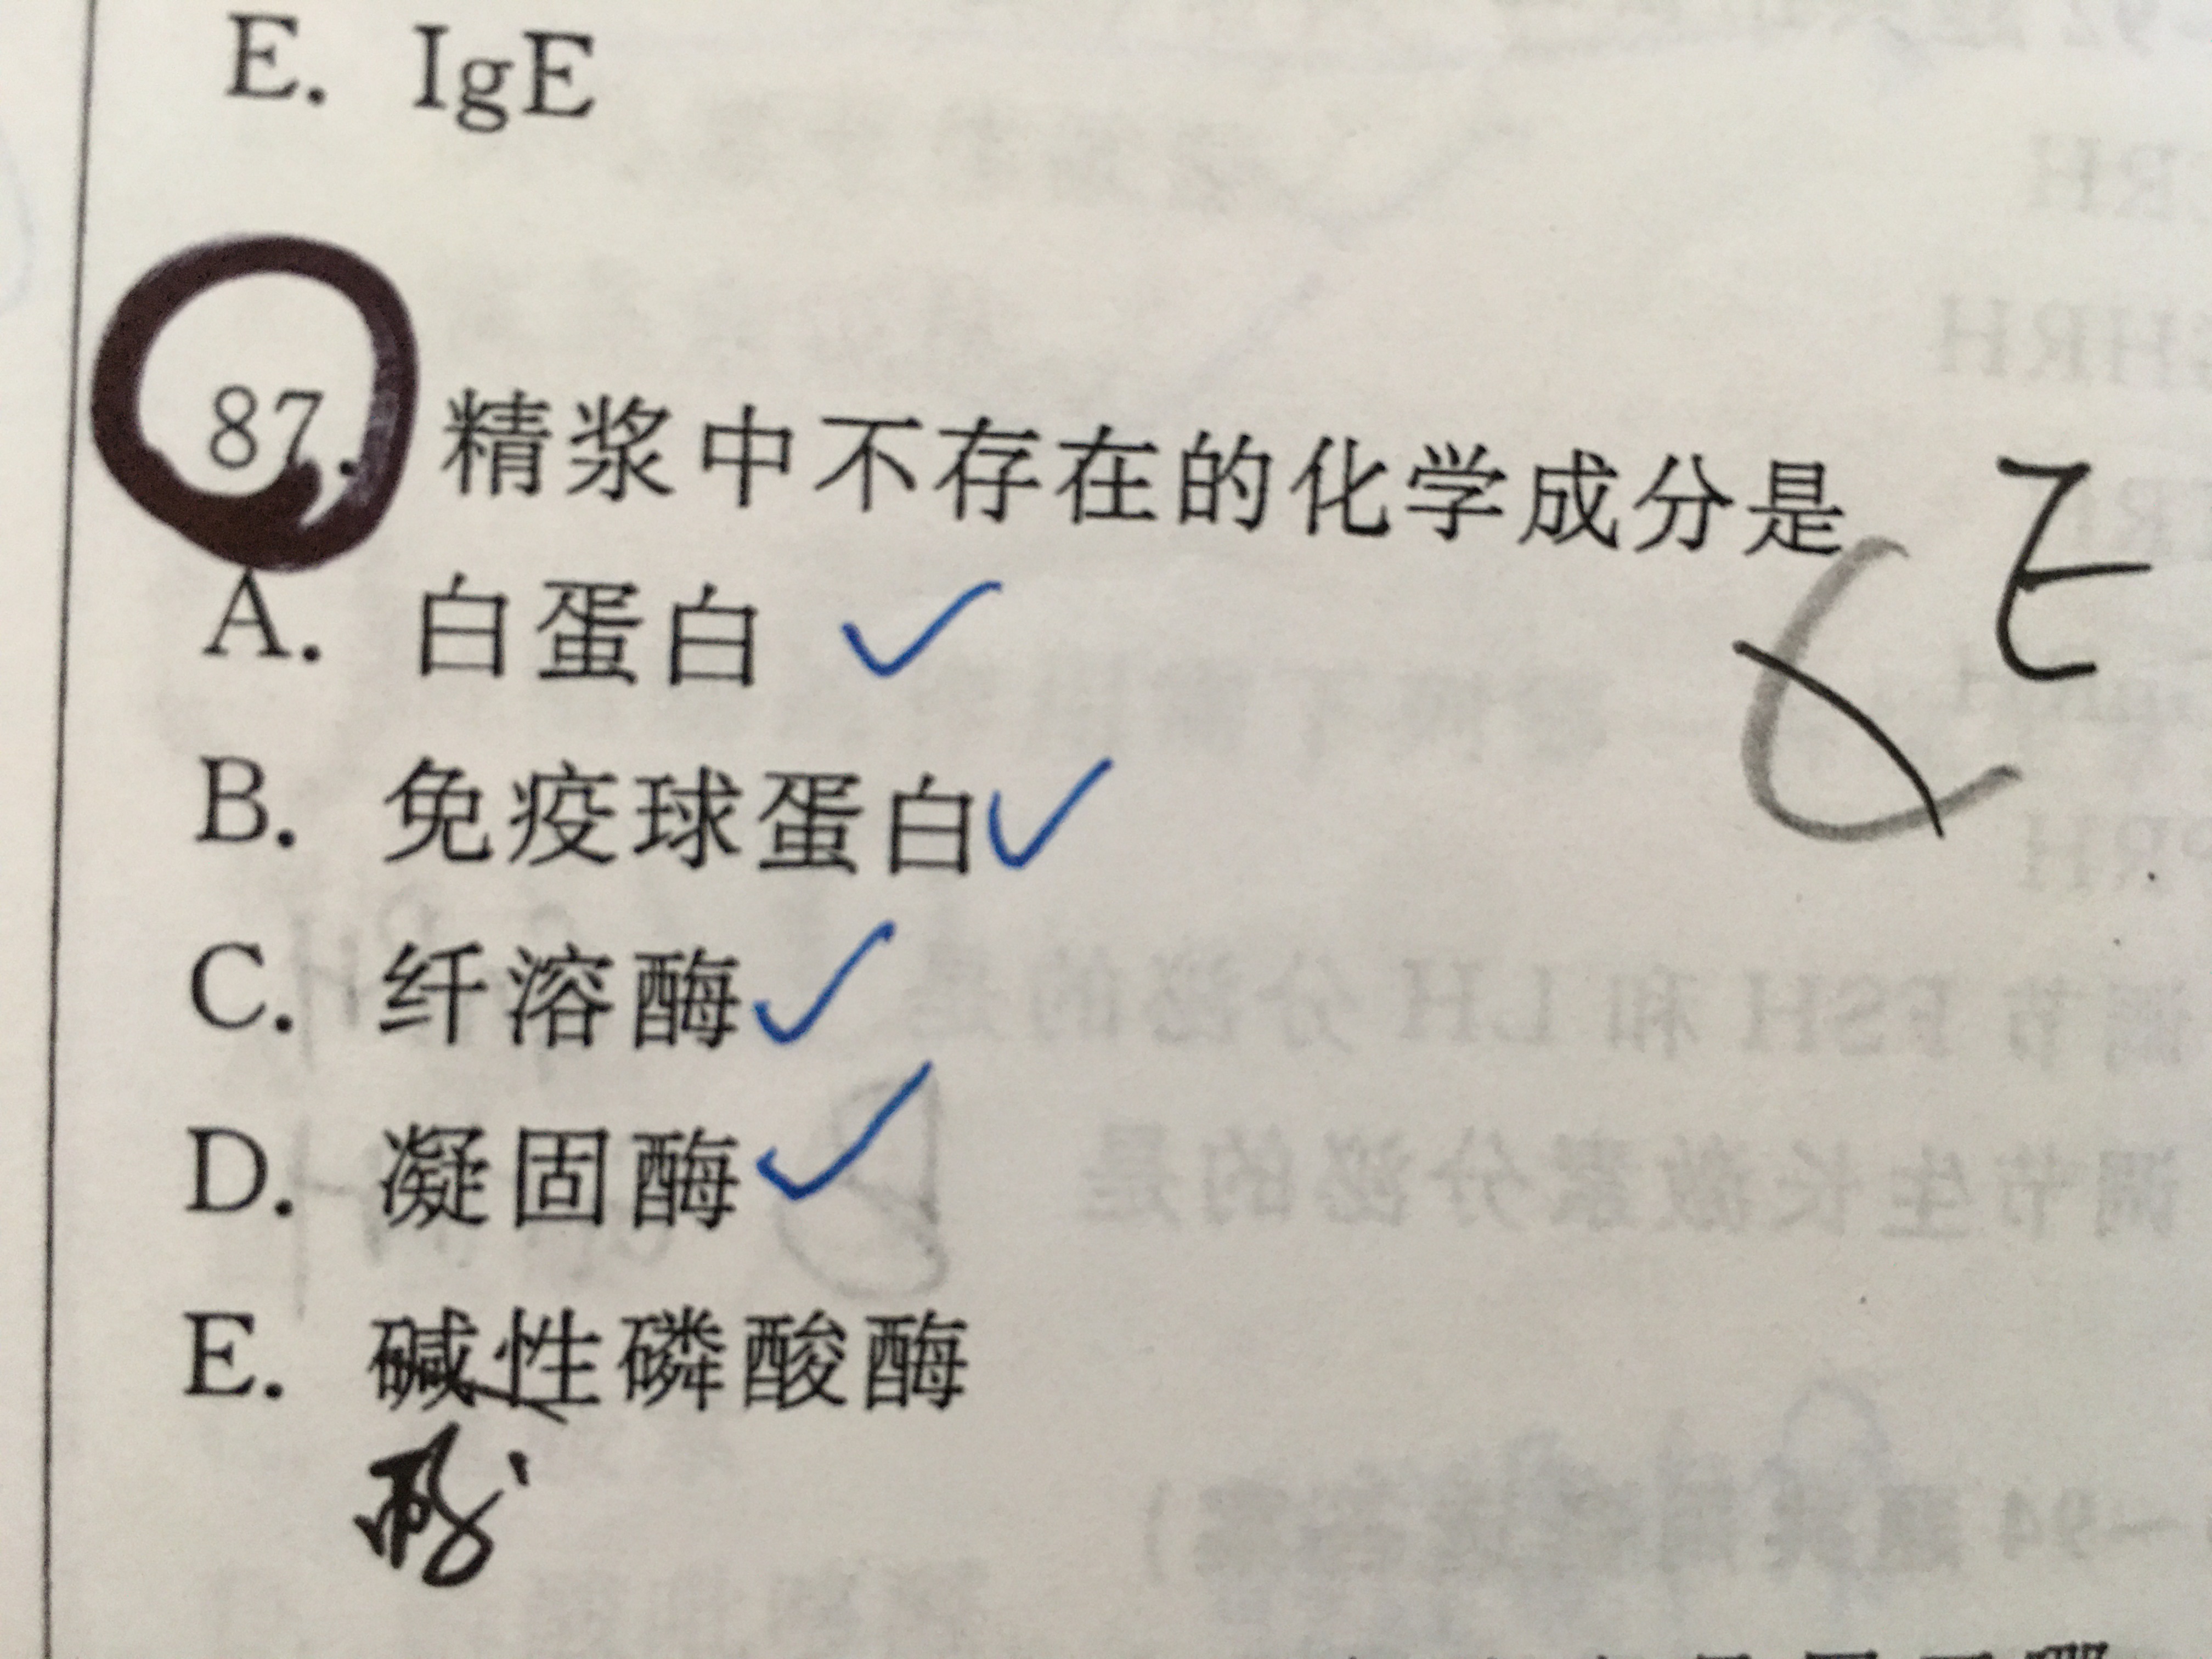 E. IgE
87. 精浆中不存在的化学成分是 E
A. 白蛋白
B. 免疫球蛋白
C. 纤溶酶
D. 凝固酶
E. 碱性磷酸酶